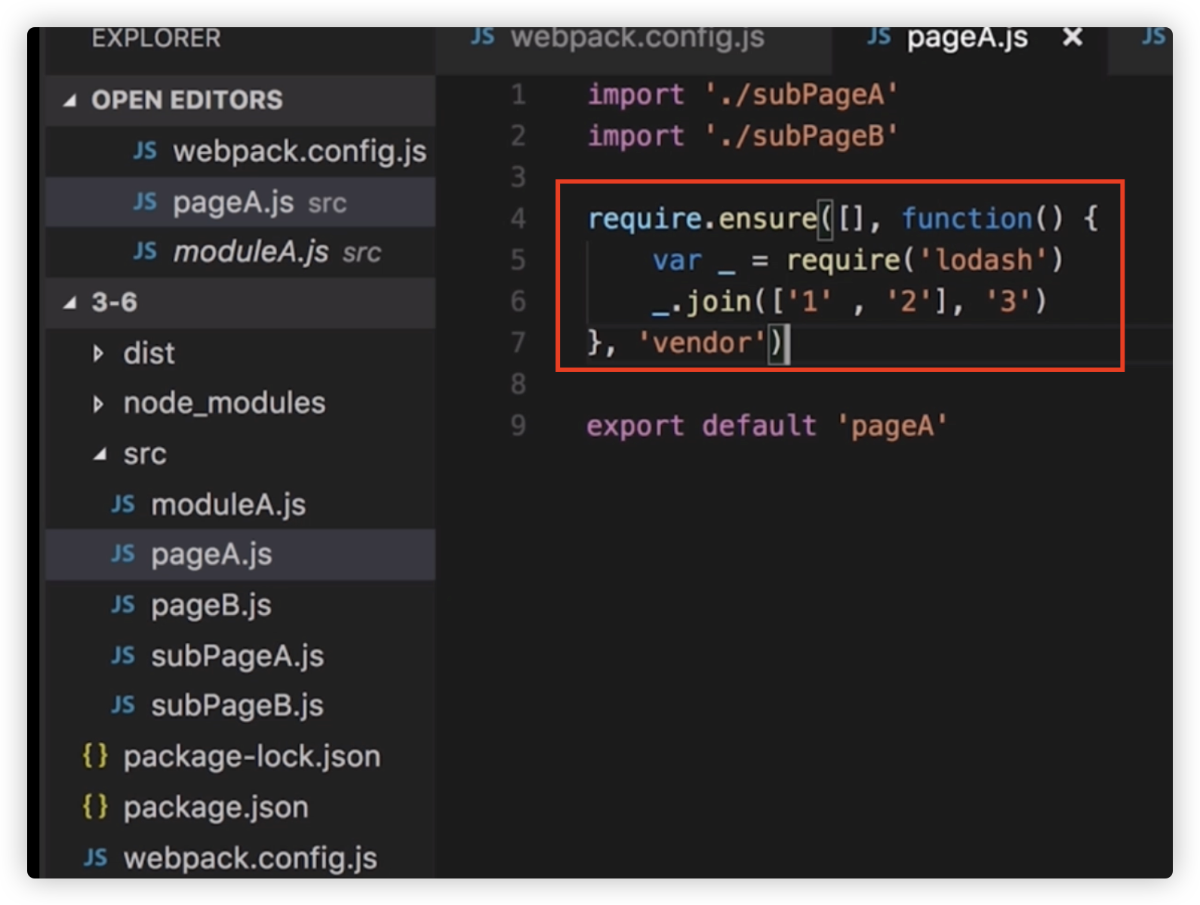 EXPLORER
OPEN EDITORS
JS webpack.config.js
JS pageA.js src
JS moduleA.js src
3-6
dist
node_modules
src
JS moduleA.js
JS pageA.js
JS pageB.js
JS subPageA.js
JS subPageB.js
{} package-lock.json
{} package.json
JS webpack.config.js
JS webpack.config.js JS pageA.js × JS
1 import './subPageA'
2 import './subPageB'
3
4 require.ensure([], function() {
5 var _ = require('lodash')
6 _.join(['1' , '2'], '3')
7 }, 'vendor')
8
9 export default 'pageA'